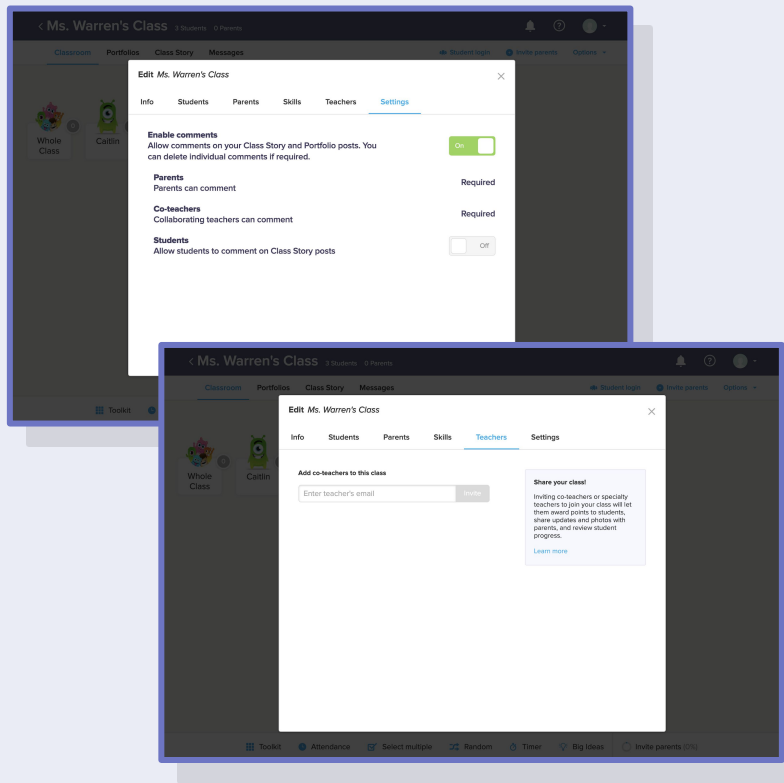 < Ms. Warren's Class 3 Students 0 Parents
Classroom Portfolios Class Story Messages Student login Invite parents Options
Edit Ms. Warren's Class
Info Students Parents Skills Teachers Settings
Enable comments
Allow comments on your Class Story and Portfolio posts. You
can delete individual comments if required.
On
Parents
Parents can comment
Required
Co-teachers
Collaborating teachers can comment
Required
Students
Allow students to comment on Class Story posts
Off
0
Whole
Class
0
Caitlin
Toolkit
< Ms. Warren's Class 3 Students 0 Parents
Classroom Portfolios Class Story Messages Student login Invite parents Options
Edit Ms. Warren's Class
Info Students Parents Skills Teachers Settings
Add co-teachers to this class
Enter teacher's email Invite
Share your class!
Inviting co-teachers or specialty
teachers to join your class will let
them award points to students,
share updates and photos with
parents, and review student
progress.
Learn more
0
Whole
Class
Caitlin
Toolkit Attendance Select multiple Random Timer Big Ideas Invite parents